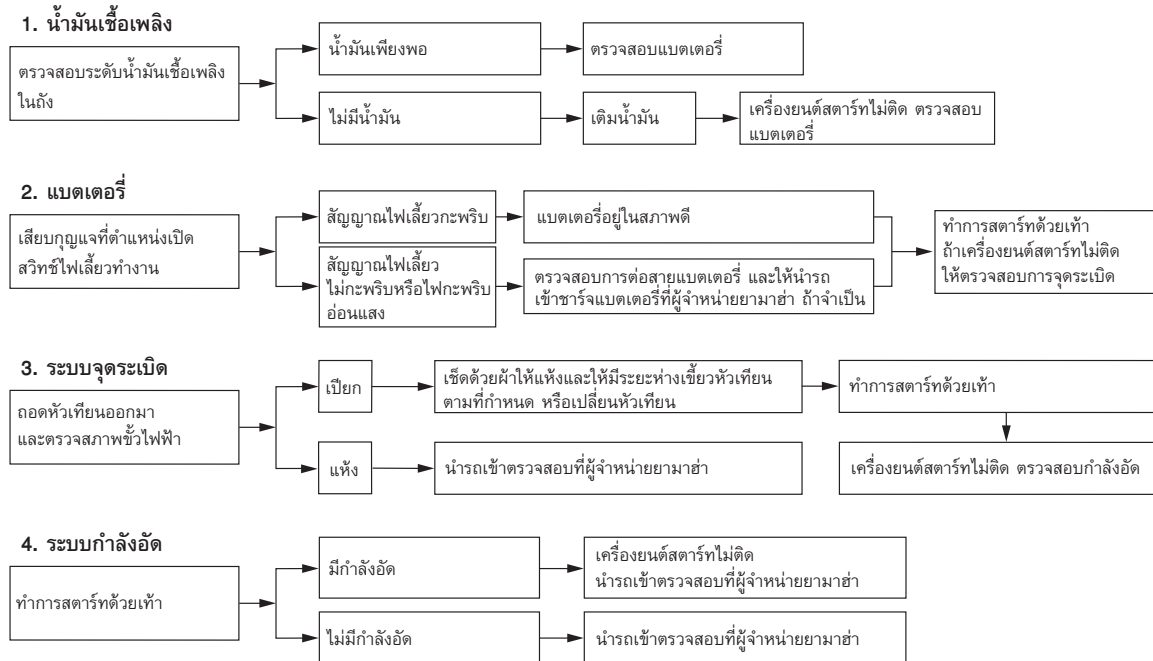 1. น้ำมันเชื้อเพลิง
ตรวจสอบระดับน้ำมันเชื้อเพลิง
ในถัง
น้ำมันเพียงพอ
ตรวจสอบแบตเตอรี่
ไม่มีน้ำมัน
เติมน้ำมัน
เครื่องยนต์สตาร์ทไม่ติด ตรวจสอบ
แบตเตอรี่
2. แบตเตอรี่
เสียบกุญแจที่ตำแหน่งเปิด
สวิทช์ไฟเลี้ยวทำงาน
สัญญาณไฟเลี้ยวกะพริบ
แบตเตอรี่อยู่ในสภาพดี
สัญญาณไฟเลี้ยว
ไม่กะพริบหรือไฟกะพริบ
อ่อนแสง
ตรวจสอบการต่อสายแบตเตอรี่ และให้นำรถ
เข้าชาร์จแบตเตอรี่ที่ผู้จำหน่ายยามาฮ่า ถ้าจำเป็น
ทำการสตาร์ทด้วยเท้า
ถ้าเครื่องยนต์สตาร์ทไม่ติด
ให้ตรวจสอบการจุดระเบิด
3. ระบบจุดระเบิด
ถอดหัวเทียนออกมา
และตรวจสภาพขั้วไฟฟ้า
เปียก
เช็ดด้วยผ้าให้แห้งและให้มีระยะห่างเขี้ยวหัวเทียน
ตามที่กำหนด หรือเปลี่ยนหัวเทียน
ทำการสตาร์ทด้วยเท้า
แห้ง
นำรถเข้าตรวจสอบที่ผู้จำหน่ายยามาฮ่า
เครื่องยนต์สตาร์ทไม่ติด ตรวจสอบกำลังอัด
4. ระบบกำลังอัด
ทำการสตาร์ทด้วยเท้า
มีกำลังอัด
เครื่องยนต์สตาร์ทไม่ติด
นำรถเข้าตรวจสอบที่ผู้จำหน่ายยามาฮ่า
ไม่มีกำลังอัด
นำรถเข้าตรวจสอบที่ผู้จำหน่ายยามาฮ่า